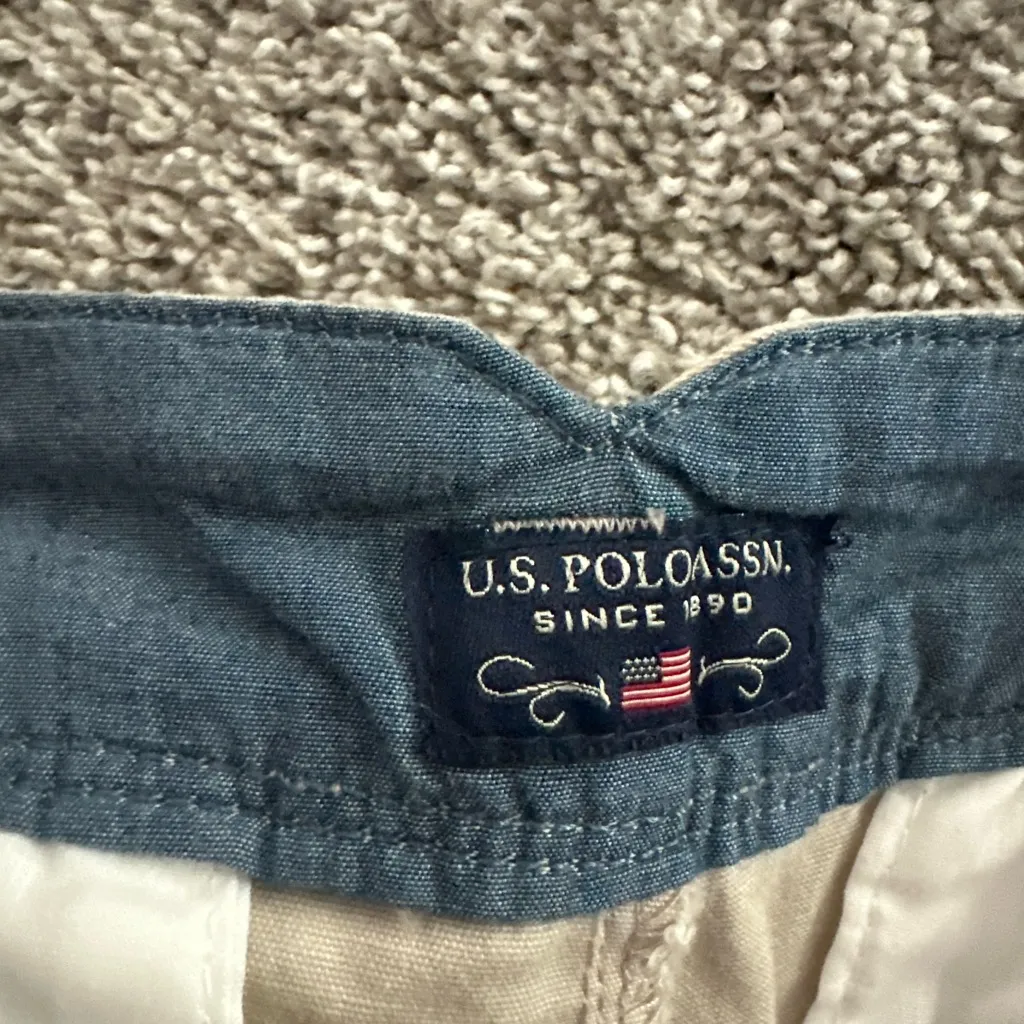 U.S. POLO ASSN.
SINCE 1890